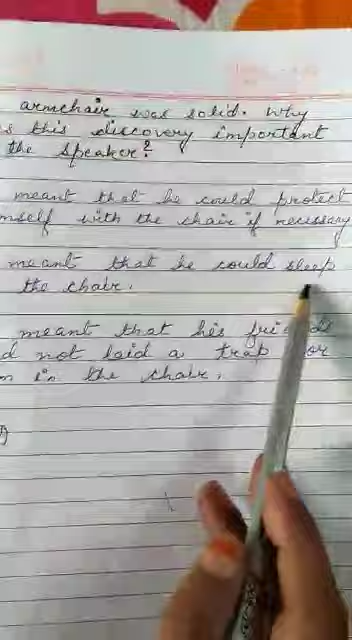 armchair was solid. Why
s this discovery important
the speaker?
meant that he could protect
mself with the chair if necessary
meant that he could sleep
the chair.
meant that his friends
d not laid a trap for
m in the chair.